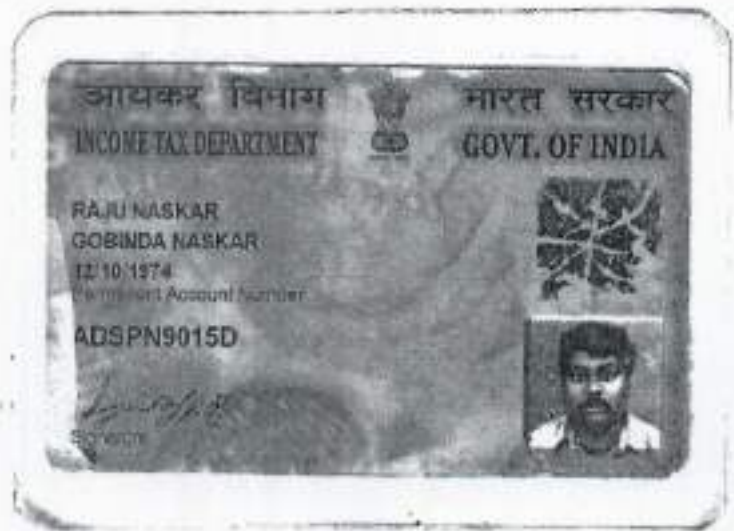 आयकर विभाग
भारत सरकार
INCOME TAX DEPARTMENT
GOVT. OF INDIA
RAJU NASKAR
GOBINDA NASKAR
12/10/1974
Permanent Account Number
ADSPN9015D
Signature